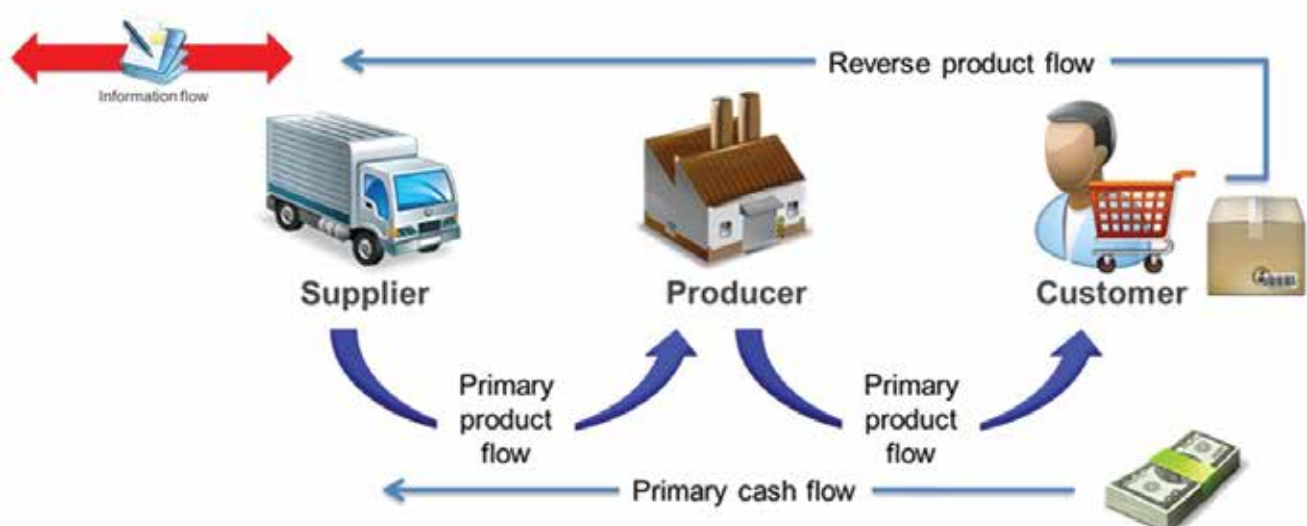 Reverse product flow
Information flow
Supplier
Producer
Customer
Primary
product
flow
Primary
product
flow
Primary cash flow